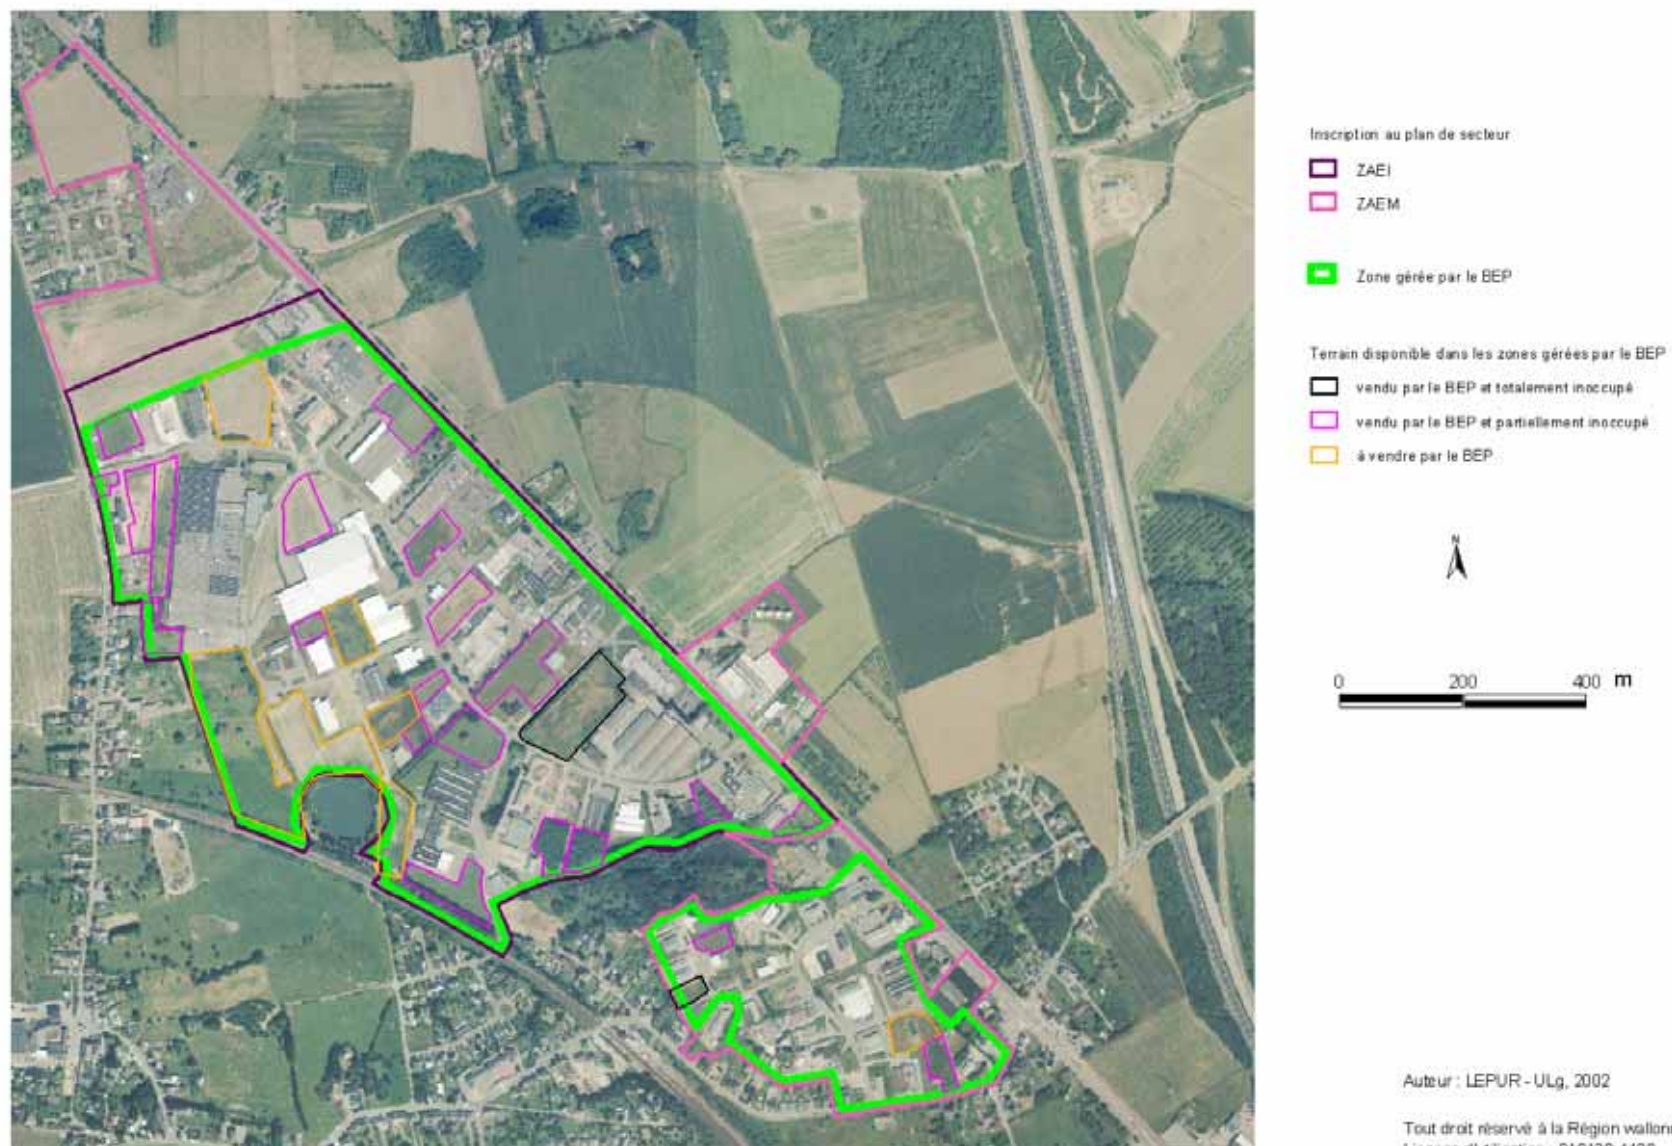 Inscription au plan de secteur
ZAEI
ZAEM
Zone gérée par le BEP
Terrain disponible dans les zones gérées par le BEP
vendu par le BEP et totalement inoccupé
vendu par le BEP et partiellement inoccupé
à vendre par le BEP
N
0 200 400 m
Auteur : LEPUR - ULg, 2002
Tout droit réservé à la Région wallon